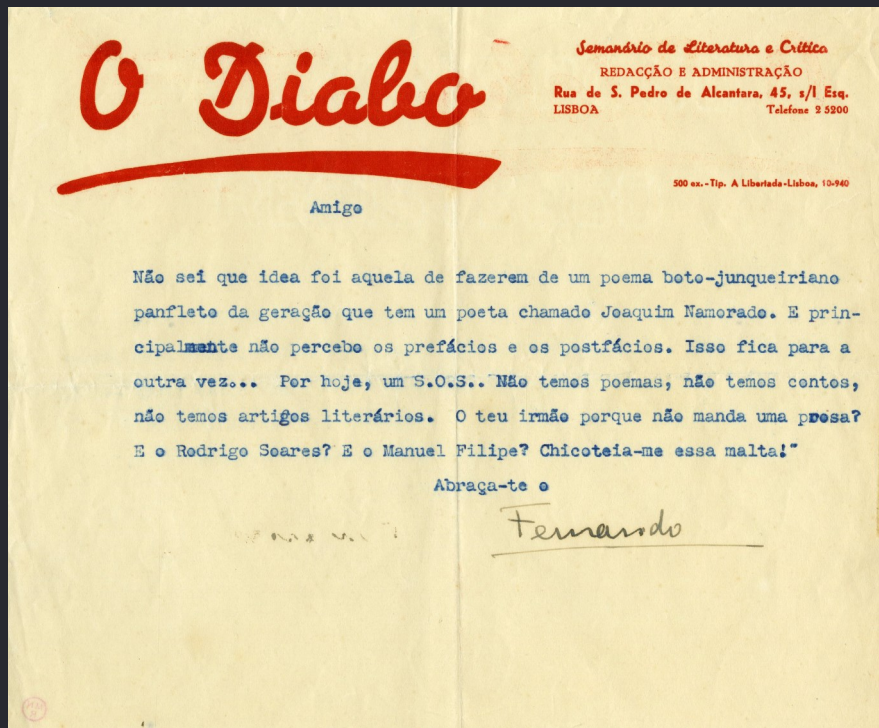 O Diabo
Semanário de Literatura e Crítica
REDACÇÃO E ADMINISTRAÇÃO
Rua de S. Pedro de Alcantara, 45, s/l Esq.
LISBOA Telefone 2 5200
500 ex.-Tip. A Libertada-Lisboa, 10-940
Amigo
Não sei que idea foi aquela de fazerem de um poema boto-junqueiriano
panfleto da geração que tem um poeta chamado Joaquim Namorado. E prin-
cipalmente não percebo os prefácios e os postfácios. Isso fica para a
outra vez... Por hoje, um S.O.S.. Não temos poemas, não temos contos,
não temos artigos literários. O teu irmão porque não manda uma prosa?
E o Rodrigo Soares? E o Manuel Filipe? Chicoteia-me essa malta!"
Abraça-te o
Fernando